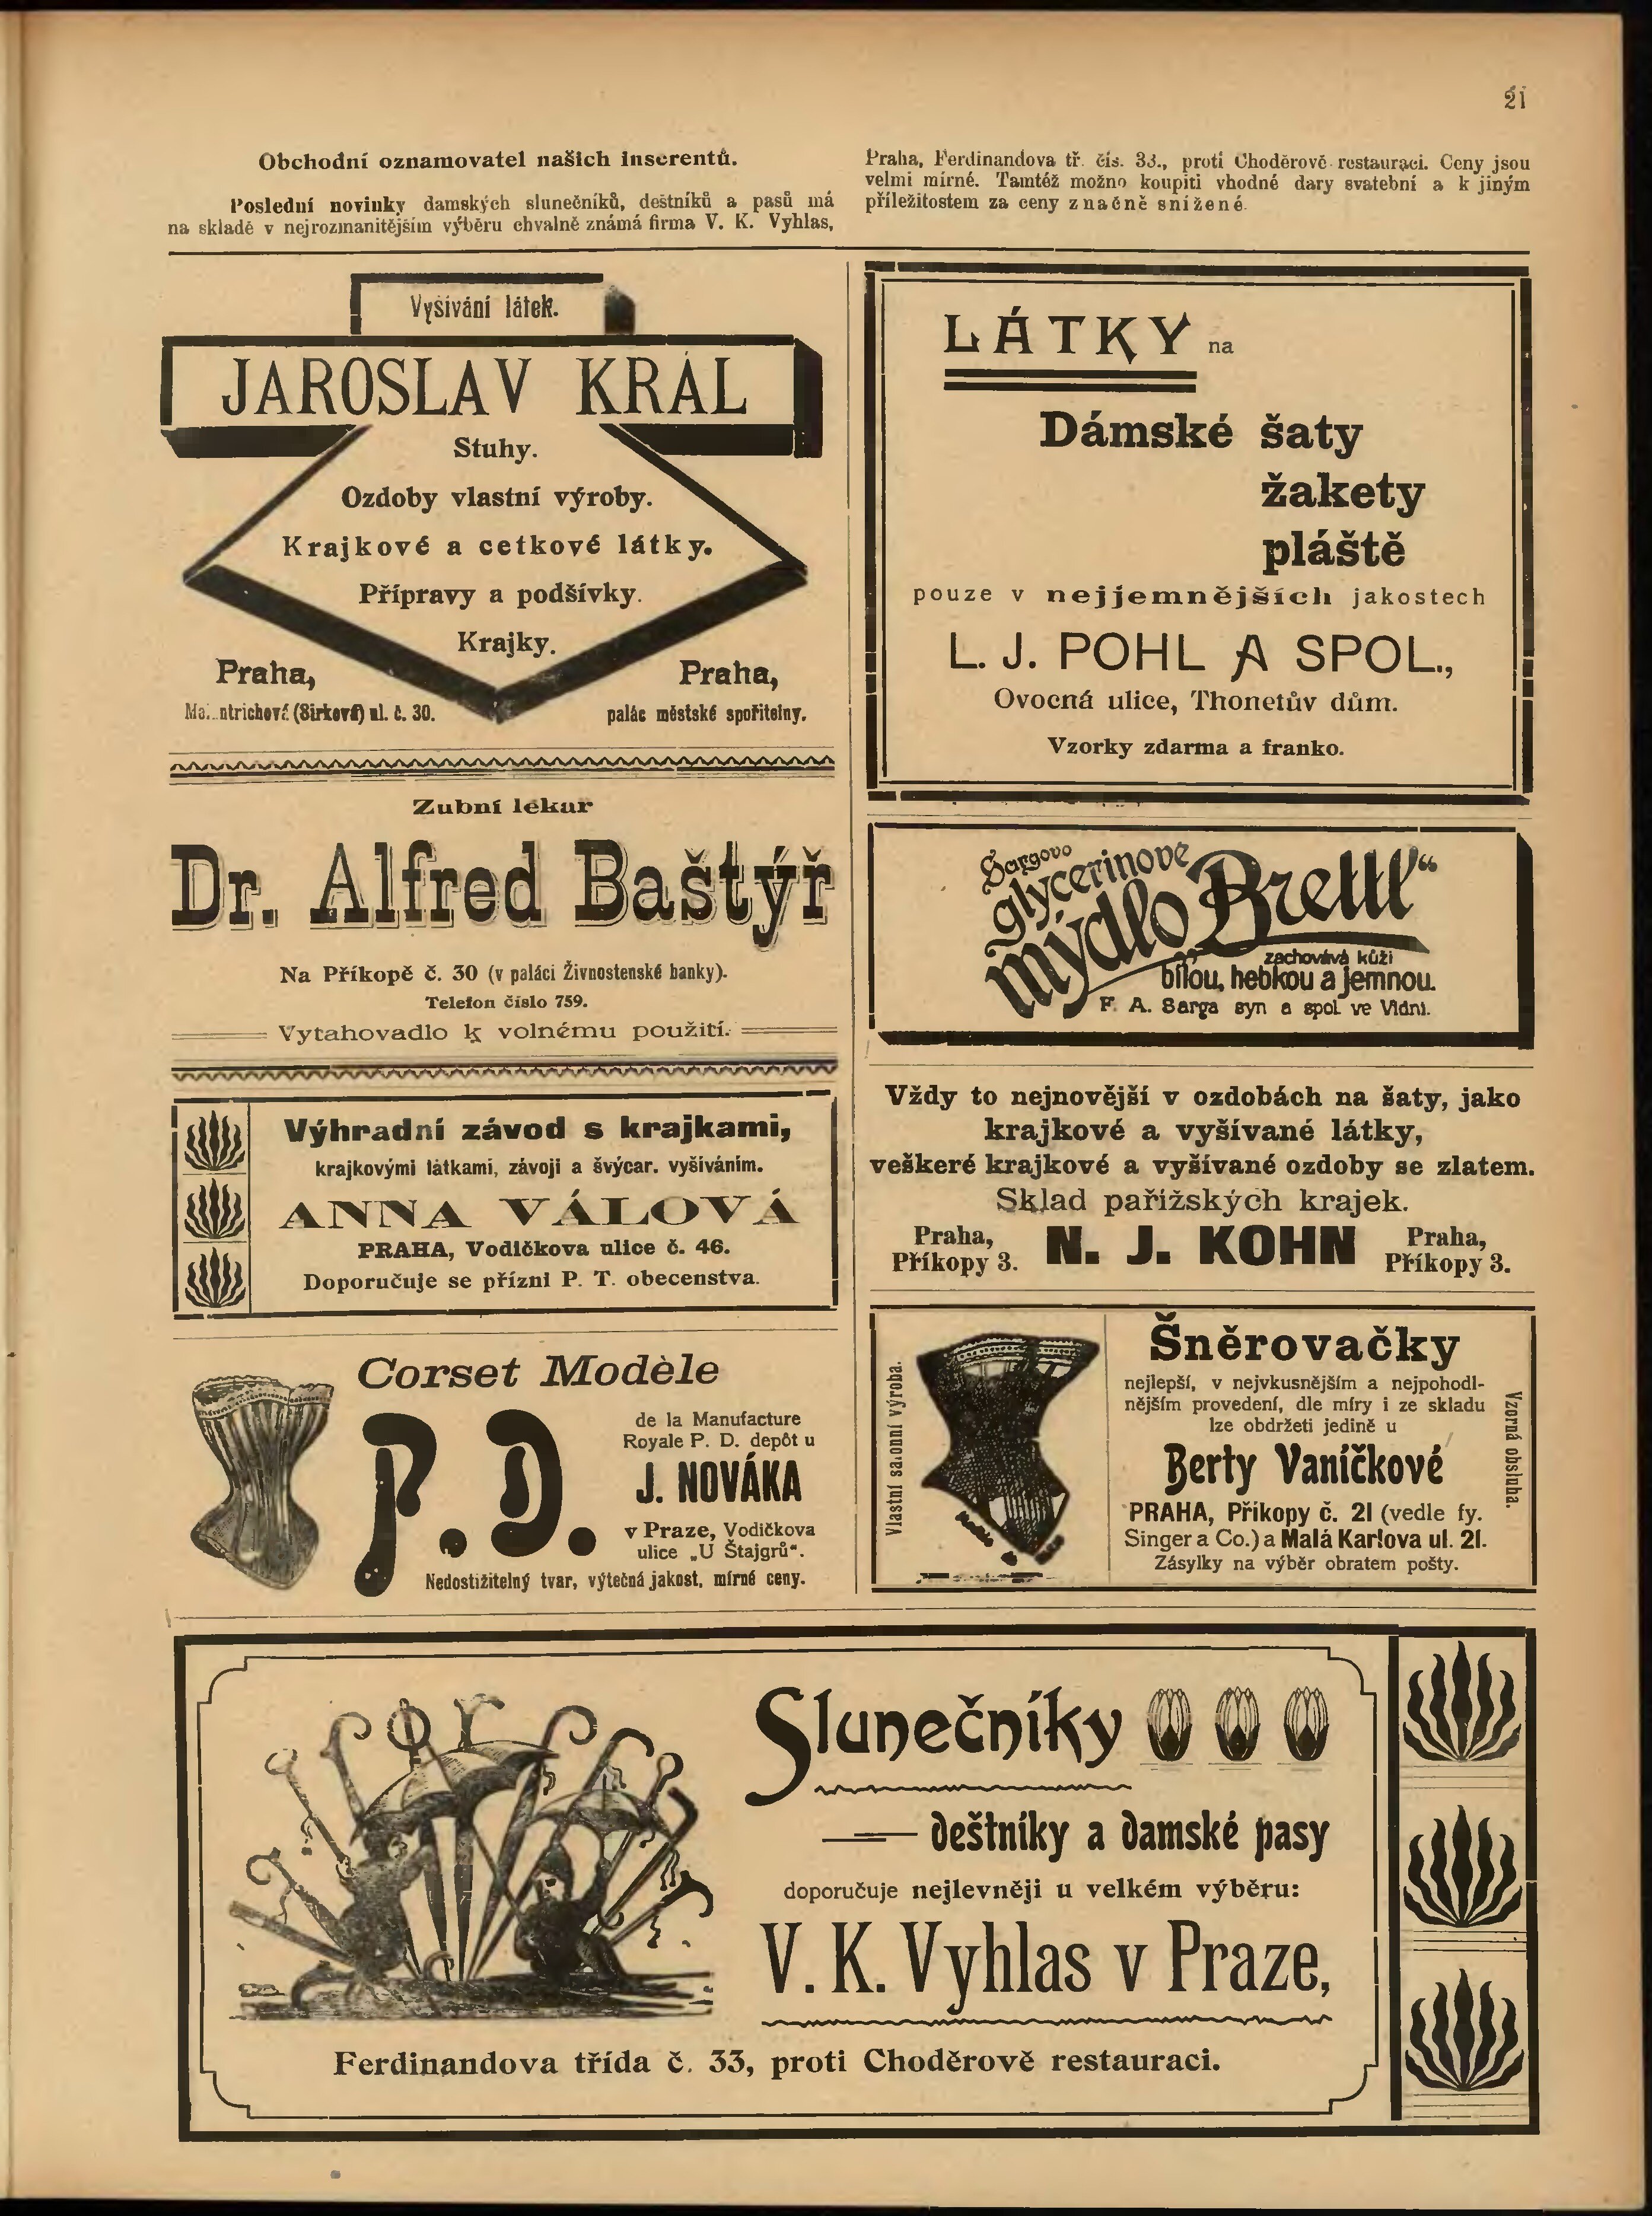 21
Obchodní oznamovatel našich inserentů.
Poslední novinky damských slunečníků, deštníků a pasů má
na skladě v nejrozmanitějším výběru chvalně známá firma V. K. Vyhlas,
Praha, Ferdinandova tř. čís. 33., proti Choděrově restauraci. Ceny jsou
velmi mírné. Tamtéž možno koupiti vhodné dary svatební a k jiným
příležitostem za ceny značně snížené.
Vyšívání látek.
JAROSLAV KRÁL
Stuhy.
Ozdoby vlastní výroby.
Krajkové a cetkové látky.
Přípravy a podšívky.
Krajky.
Praha,
(Sirková) ul. č. 30.
Praha,
palác městské spořitelny.
Zubní lékař
Dr. Alfred Baštýř
Na Příkopě č. 30 (v paláci Živnostenské banky).
Telefon číslo 759.
Vytahovadlo k volnému použití.
Výhradní závod s krajkami,
krajkovými látkami, závoji a švýcar. vyšíváním.
ANNA VÁLOVÁ
PRAHA, Vodičkova ulice č. 46.
Doporučuje se přízni P. T. obecenstva.
Corset Modèle
P. D.
de la Manufacture
Royale P. D. depôt u
J. NOVÁKA
v Praze, Vodičkova
ulice „U Štajgrů“.
Nedostižitelný tvar, výtečná jakost, mírné ceny.
LÁTKY na
Dámské šaty
žakety
pláště
pouze v nejjemnějších jakostech
L. J. POHL A SPOL.,
Ovocná ulice, Thonetův dům.
Vzorky zdarma a franko.
Sargovo
glycerinové
mýdlo „Brettl“
zachovává kůži
bílou, hebkou a jemnou.
F. A. Sarga syn a spol. ve Vídni.
Vždy to nejnovější v ozdobách na šaty, jako
krajkové a vyšívané látky,
veškeré krajkové a vyšívané ozdoby se zlatem.
Sklad pařížských krajek.
Praha,
Příkopy 3.
N. J. KOHN
Praha,
Příkopy 3.
Vlastní salonní výroba.
Šněrovačky
nejlepší, v nejvkusnějším a nejpohodl-
nějším provedení, dle míry i ze skladu
lze obdržeti jedině u
Berty Vaníčkové
PRAHA, Příkopy č. 21 (vedle fy.
Singer a Co.) a Malá Karlova ul. 21.
Zásylky na výběr obratem pošty.
Vzorná obsluha.
Slunečníky
deštníky a damské pasy
doporučuje nejlevněji u velkém výběru:
V. K. Vyhlas v Praze,
Ferdinandova třída č. 33, proti Choděrově restauraci.